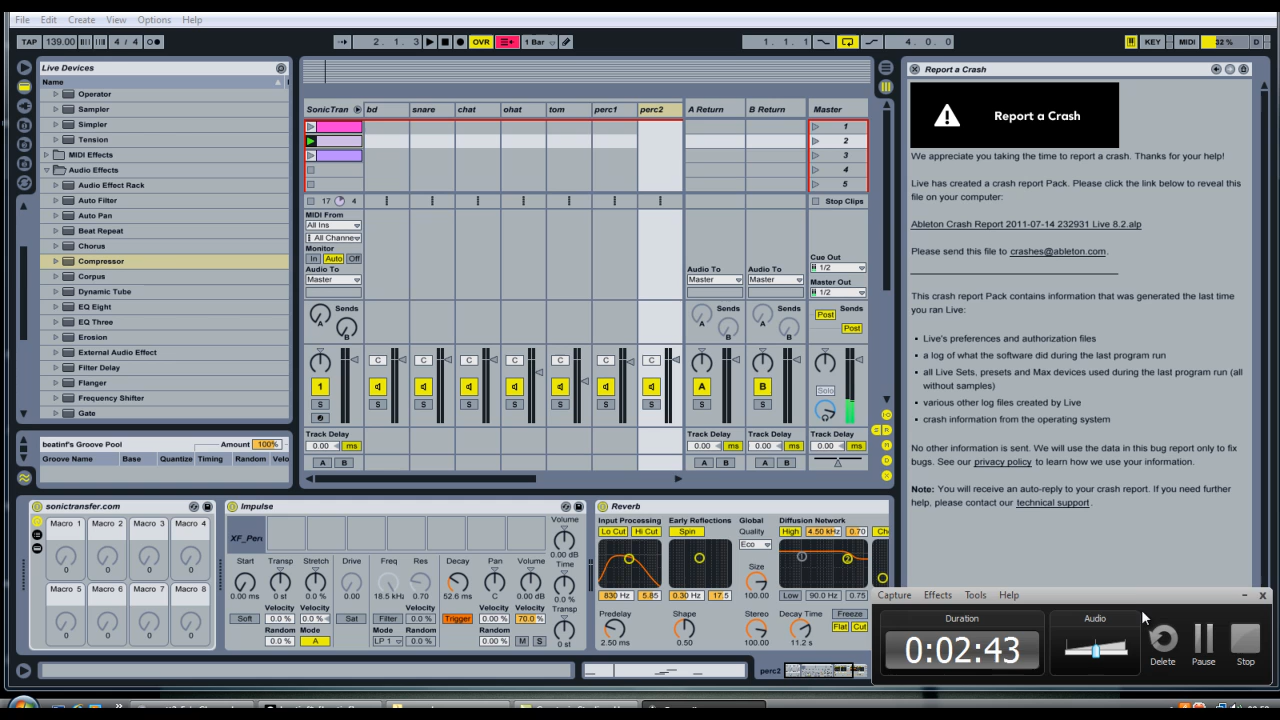 File Edit Create View Options Help
TAP 139.00 4 / 4 2. 1. 3 OVR 1 Bar 1. 1. 1 4. 0. 0 KEY MIDI 32 % D
Live Devices
Name
Operator
Sampler
Simpler
Tension
MIDI Effects
Audio Effects
Audio Effect Rack
Auto Filter
Auto Pan
Beat Repeat
Chorus
Compressor
Corpus
Dynamic Tube
EQ Eight
EQ Three
Erosion
External Audio Effect
Filter Delay
Flanger
Frequency Shifter
Gate
beatinf's Groove Pool Amount 100%
Groove Name Base Quantize Timing Random Velo
SonicTran bd snare chat ohat tom perc1 perc2 A Return B Return Master
1
2
3
4
5
17 4 Stop Clips
MIDI From
All Ins
All Channe
Monitor
In Auto Off
Audio To Audio To Audio To
Master Master Master
Cue Out
1/2
Master Out
1/2
Sends Sends Sends Sends
A A A Post
B B B Post
C C C C C C C
1 A B Solo
S S S S S S S S S S
Track Delay Track Delay Track Delay Track Delay
0.00 ms 0.00 ms 0.00 ms 0.00 ms
A B A B A B
Report a Crash
Report a Crash
We appreciate you taking the time to report a crash. Thanks for your help!
Live has created a crash report Pack. Please click the link below to reveal this
file on your computer:
Ableton Crash Report 2011-07-14 232931 Live 8.2.alp
Please send this file to crashes@ableton.com.
This crash report Pack contains information that was generated the last time
you ran Live:
Live's preferences and authorization files
a log of what the software did during the last program run
all Live Sets, presets and Max devices used during the last program run (all
without samples)
various other log files created by Live
crash information from the operating system
No other information is sent. We will use the data in this bug report only to fix
bugs. See our privacy policy to learn how we use your information.
Note: You will receive an auto-reply to your crash report. If you need further
help, please contact our technical support.
sonictransfer.com
Macro 1 Macro 2 Macro 3 Macro 4
0 0 0 0
Macro 5 Macro 6 Macro 7 Macro 8
0 0 0 0
Impulse
XF_Pen
Volume
0.00 dB
Start Transp Stretch Drive Freq Res Decay Pan Volume Time
0.00 ms 0 st 0.00 % 0.0 18.5 kHz 0.70 52.6 ms C 0.00 dB 0.0 %
Velocity Velocity Velocity Velocity Velocity Transp
Soft 0.0 % 0.0 % Sat Filter 0.0 % Trigger 0.0 % 70.0 %
Random Mode Mode Random Random
0.0 % A LP 1 0.0 % 0.0 % M S 0 st
Reverb
Input Processing Early Reflections Global Diffusion Network
Lo Cut Hi Cut Spin Quality High 4.50 kHz 0.70
Eco
Size
100.00
830 Hz 5.85 0.30 Hz 17.5 Low 90.0 Hz 0.75
Predelay Shape Stereo Decay Time Freeze
Flat Cut
2.50 ms 0.50 100.00 11.2 s
perc2
Capture Effects Tools Help
Duration Audio
0:02:43
Delete Pause Stop